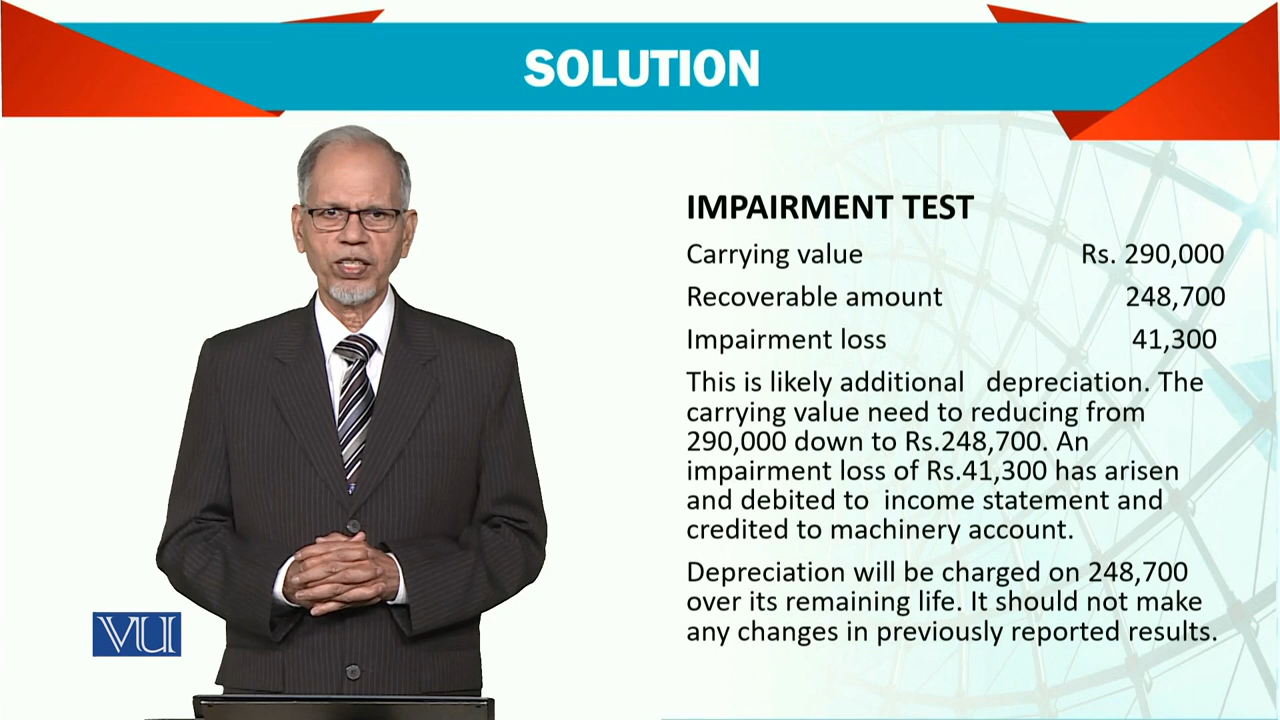 SOLUTION
IMPAIRMENT TEST
Carrying value Rs. 290,000
Recoverable amount 248,700
Impairment loss 41,300
This is likely additional depreciation. The
carrying value need to reducing from
290,000 down to Rs.248,700. An
impairment loss of Rs.41,300 has arisen
and debited to income statement and
credited to machinery account.
Depreciation will be charged on 248,700
over its remaining life. It should not make
any changes in previously reported results.
VU